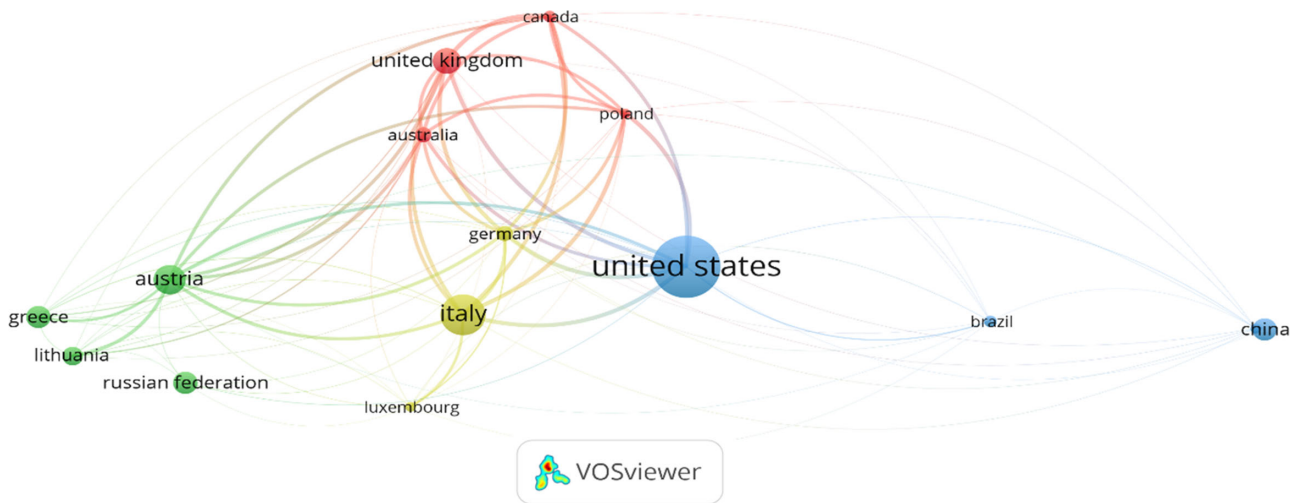 canada
united kingdom
poland
australia
germany
united states
austria
italy
greece
brazil
china
lithuania
russian federation
luxembourg
VOSviewer